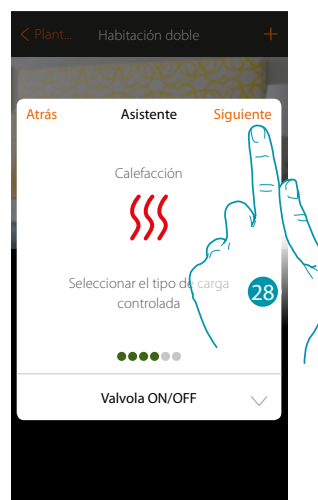 Plant... Habitación doble +
Atrás Asistente Siguiente
Calefacción
Seleccionar el tipo de carga
controlada
28
Valvola ON/OFF